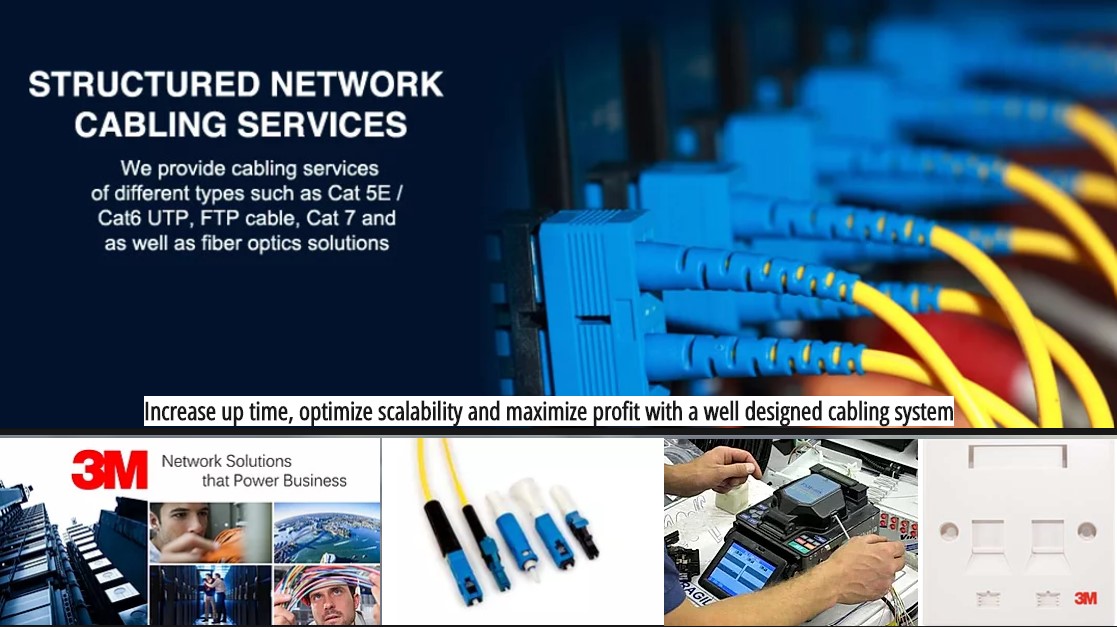 STRUCTURED NETWORK
CABLING SERVICES
We provide cabling services
of different types such as Cat 5E /
Cat6 UTP, FTP cable, Cat 7 and
as well as fiber optics solutions
Increase up time, optimize scalability and maximize profit with a well designed cabling system
3M Network Solutions
that Power Business
FRAGIL
3M